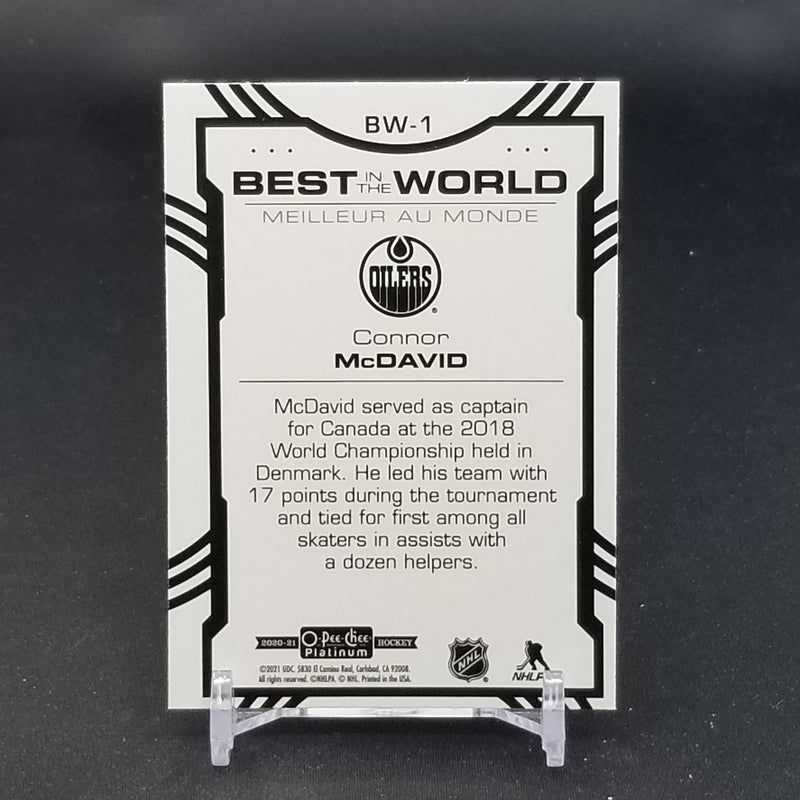 BW-1
BEST IN THE WORLD
MEILLEUR AU MONDE
OILERS
Connor
McDAVID
McDavid served as captain
for Canada at the 2018
World Championship held in
Denmark. He led his team with
17 points during the tournament
and tied for first among all
skaters in assists with
a dozen helpers.
2020-21 O-Pee-Chee Platinum HOCKEY
©2021 UDC. 5830 El Camino Real, Carlsbad, CA 92008.
All rights reserved. ©NHLPA. © NHL. Printed in the USA.
NHL
NHLP